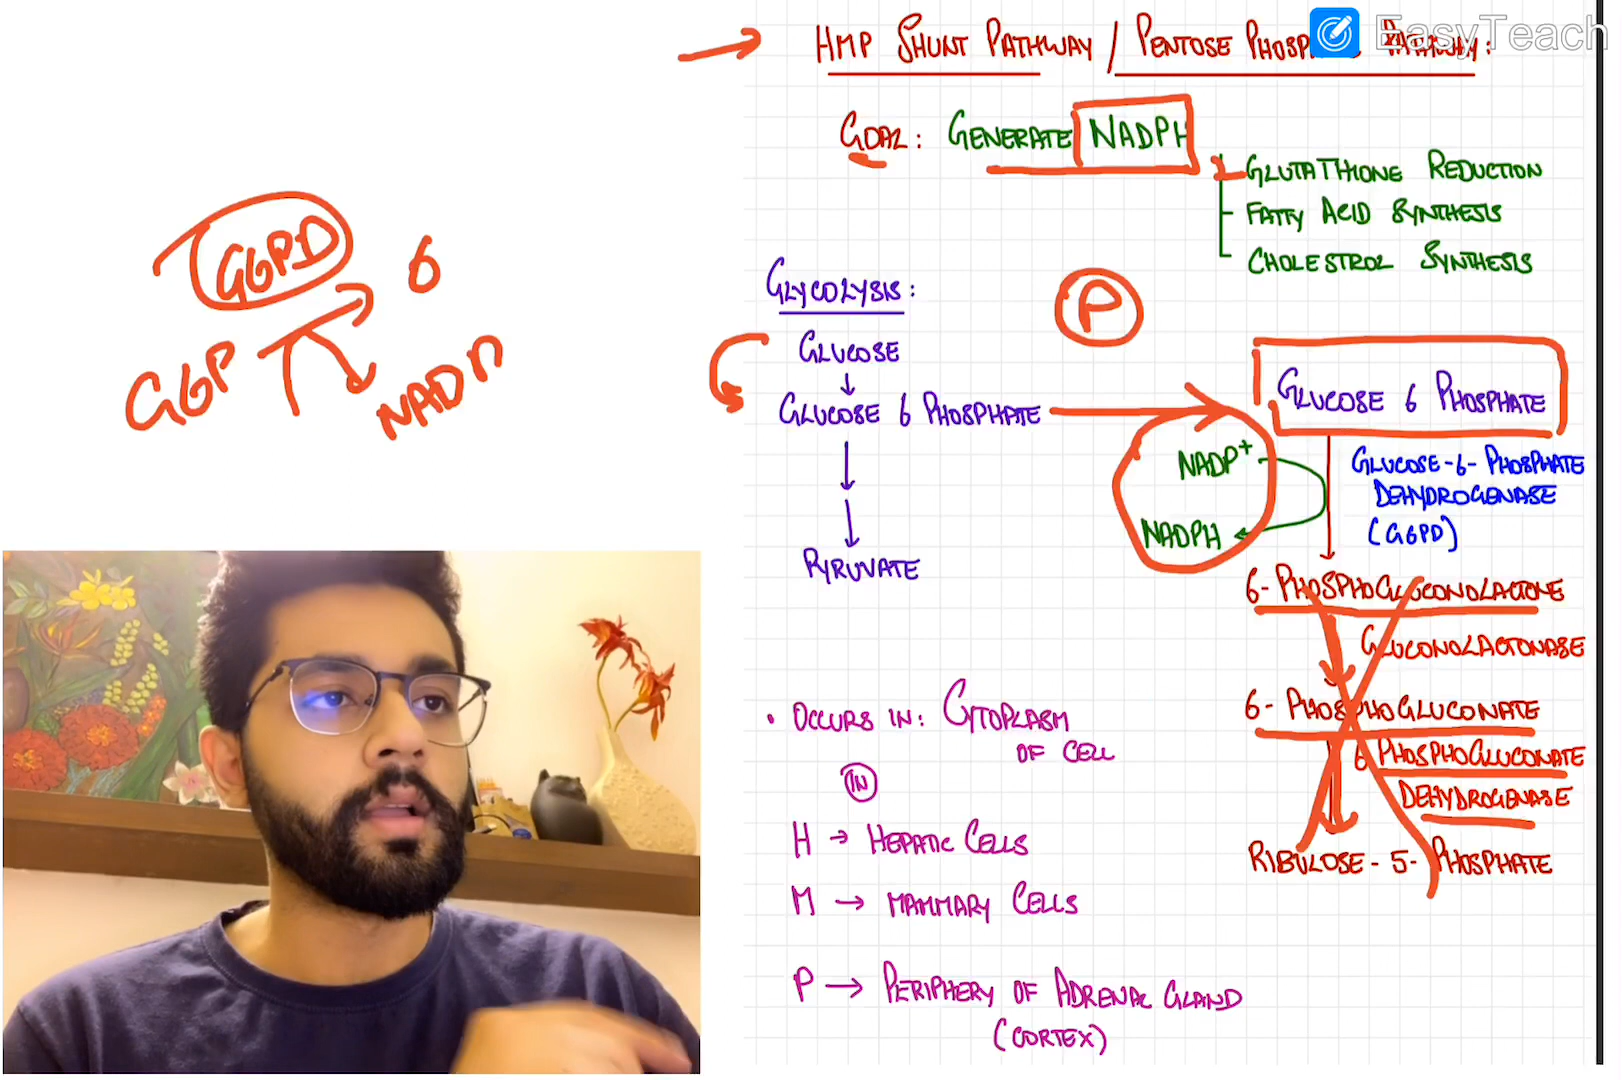 HMP SHUNT PATHWAY / PENTOSE PHOSP PATHWAY:
EasyTeach
GOAL: GENERATE NADPH
GLUTATHIONE REDUCTION
FATTY ACID SYNTHESIS
CHOLESTROL SYNTHESIS
G6PD
6
G6P
NADP
GLYCOLYSIS:
P
GLUCOSE
GLUCOSE 6 PHOSPHATE
PYRUVATE
GLUCOSE 6 PHOSPHATE
NADP+
NADPH
GLUCOSE-6-PHOSPHATE
DEHYDROGENASE
(G6PD)
6-PHOSPHOGLUCONOLACTONE
GLUCONOLACTONASE
6-PHOSPHOGLUCONATE
6 PHOSPHOGLUCONATE
DEHYDROGENASE
RIBULOSE-5-PHOSPHATE
• OCCURS IN: CYTOPLASM
OF CELL
IN
H → HEPATIC CELLS
M → MAMMARY CELLS
P → PERIPHERY OF ADRENAL GLAND
(CORTEX)